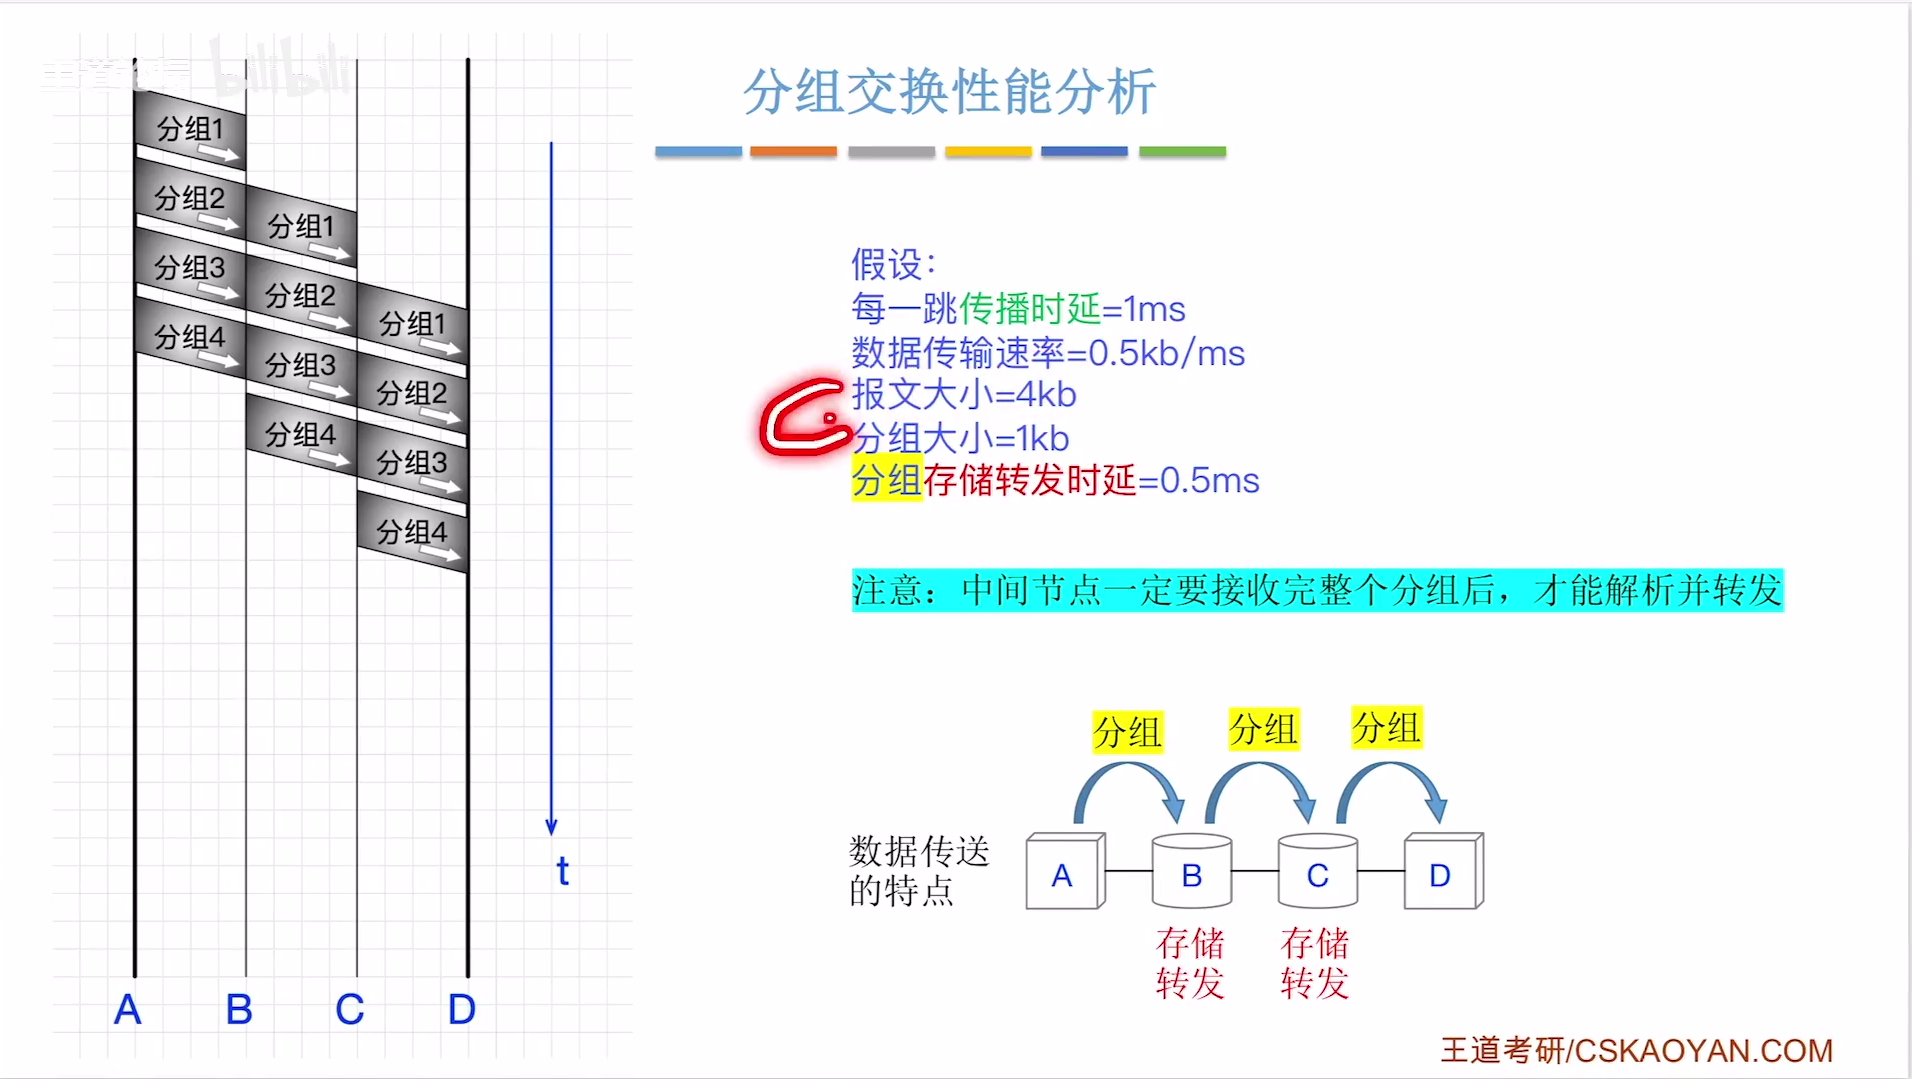 王道论坛 bilibili
分组交换性能分析
分组1
分组2
分组1
分组3
分组2
分组1
分组4
分组3
分组2
分组4
分组3
分组4
t
A B C D
假设：
每一跳传播时延=1ms
数据传输速率=0.5kb/ms
报文大小=4kb
分组大小=1kb
分组存储转发时延=0.5ms
注意：中间节点一定要接收完整个分组后，才能解析并转发
分组 分组 分组
数据传送
的特点
A B C D
存储
转发
存储
转发
王道考研/CSKAOYAN.COM